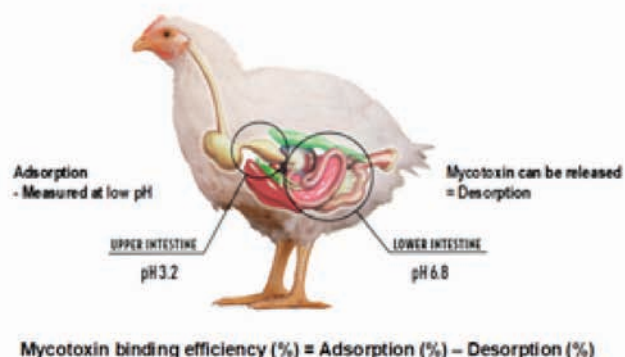 Adsorption
- Measured at low pH
Mycotoxin can be released
= Desorption
UPPER INTESTINE
pH 3.2
LOWER INTESTINE
pH 6.8
Mycotoxin binding efficiency (%) = Adsorption (%) – Desorption (%)